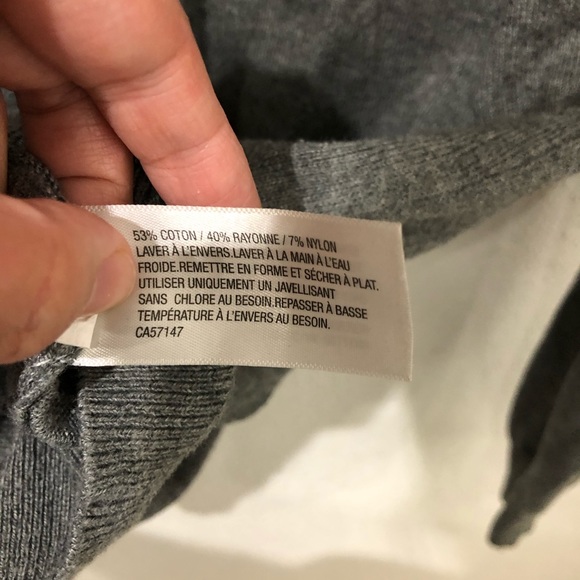 53% COTON / 40% RAYONNE / 7% NYLON
LAVER À L'ENVERS.LAVER À LA MAIN À L'EAU
FROIDE.REMETTRE EN FORME ET SÉCHER À PLAT.
UTILISER UNIQUEMENT UN JAVELLISANT
SANS CHLORE AU BESOIN.REPASSER À BASSE
TEMPÉRATURE À L'ENVERS AU BESOIN.
CA57147